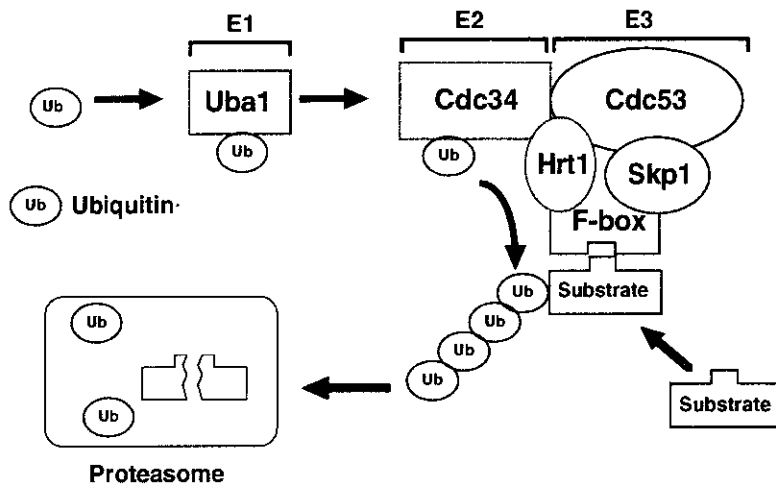 E1
E2
E3
Ub
Uba1
Cdc34
Cdc53
Ub
Ub
Hrt1
Skp1
Ub Ubiquitin
F-box
Ub
Substrate
Ub
Ub
Ub
Ub
Ub
Substrate
Proteasome